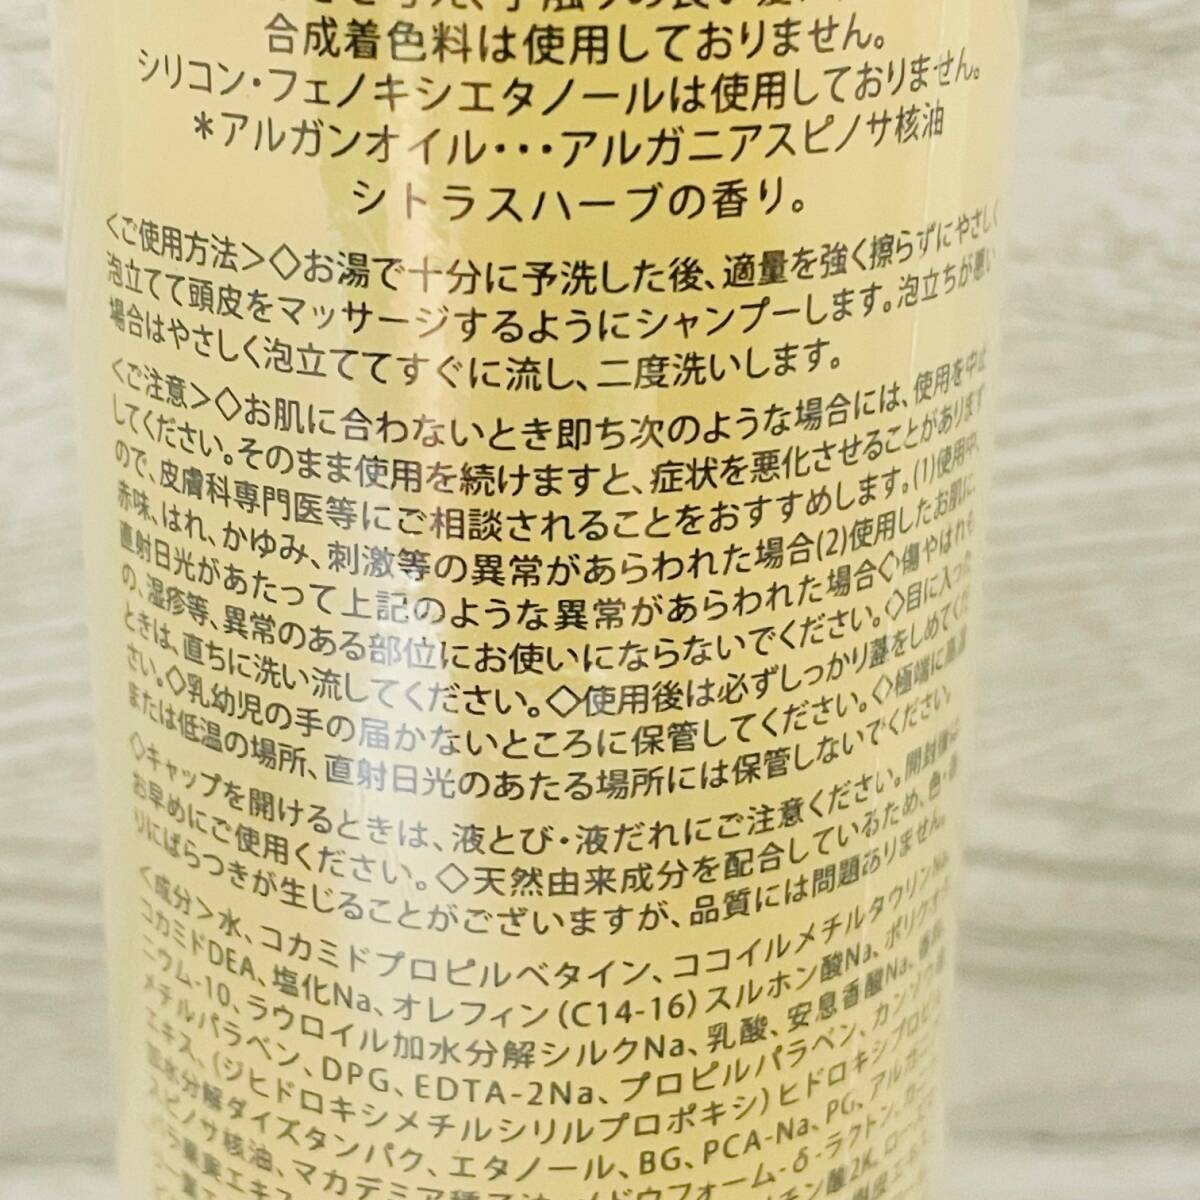 合成着色料は使用しておりません。
シリコン・フェノキシエタノールは使用しておりません。
＊アルガンオイル・・・アルガニアスピノサ核油
シトラスハーブの香り。
＜ご使用方法＞◇お湯で十分に予洗した後、適量を強く擦らずにやさしく
泡立てて頭皮をマッサージするようにシャンプーします。泡立ちが悪い
場合はやさしく泡立ててすぐに流し、二度洗いします。
＜ご注意＞◇お肌に合わないとき即ち次のような場合には、使用を中止
してください。そのまま使用を続けますと、症状を悪化させることがあります
ので、皮膚科専門医等にご相談されることをおすすめします。(1)使用中、
赤味、はれ、かゆみ、刺激等の異常があらわれた場合(2)使用したお肌に、
直射日光があたって上記のような異常があらわれた場合◇傷やはれも
の、湿疹等、異常のある部位にお使いにならないでください。◇目に入った
ときは、直ちに洗い流してください。◇使用後は必ずしっかり蓋をしめてくだ
さい。◇乳幼児の手の届かないところに保管してください。◇極端に高温
または低温の場所、直射日光のあたる場所には保管しないでください。
◇キャップを開けるときは、液とび・液だれにご注意ください。開封後は
お早めにご使用ください。◇天然由来成分を配合しているため、色・香
りにばらつきが生じることがございますが、品質には問題ありません。
＜成分＞水、コカミドプロピルベタイン、ココイルメチルタウリンNa、
コカミドDEA、塩化Na、オレフィン(C14-16)スルホン酸Na、ポリクオタ
ニウム-10、ラウロイル加水分解シルクNa、乳酸、安息香酸Na、
メチルパラベン、DPG、EDTA-2Na、プロピルパラベン、カンゾウ
エキス、(ジヒドロキシメチルシリルプロポキシ)ヒドロキシプロピル
加水分解ダイズタンパク、エタノール、BG、PCA-Na、PG、アルガニ
スピノサ核油、マカデミア種子油、メドウフォーム-δ-ラクトン、
バラ果実エキス